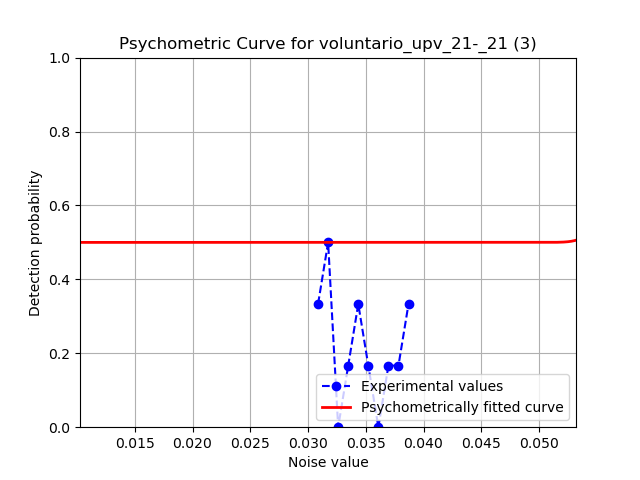 Psychometric Curve for voluntario_upv_21-_21 (3)
1.0
0.8
0.6
0.4
0.2
0.0
Detection probability
Experimental values
Psychometrically fitted curve
0.015 0.020 0.025 0.030 0.035 0.040 0.045 0.050
Noise value